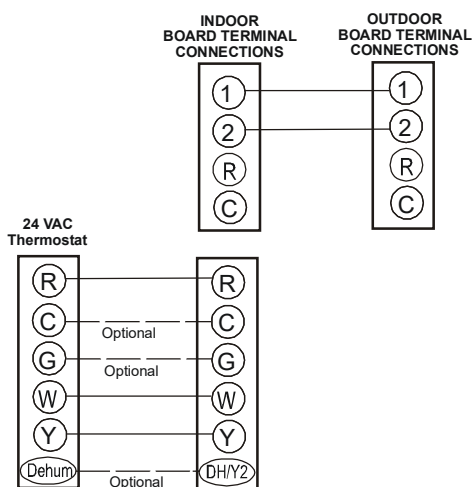 INDOOR
BOARD TERMINAL
CONNECTIONS
OUTDOOR
BOARD TERMINAL
CONNECTIONS
1 1
2 2
R R
C C
24 VAC
Thermostat
R R
C Optional C
G Optional G
W W
Y Y
Dehum Optional DH/Y2